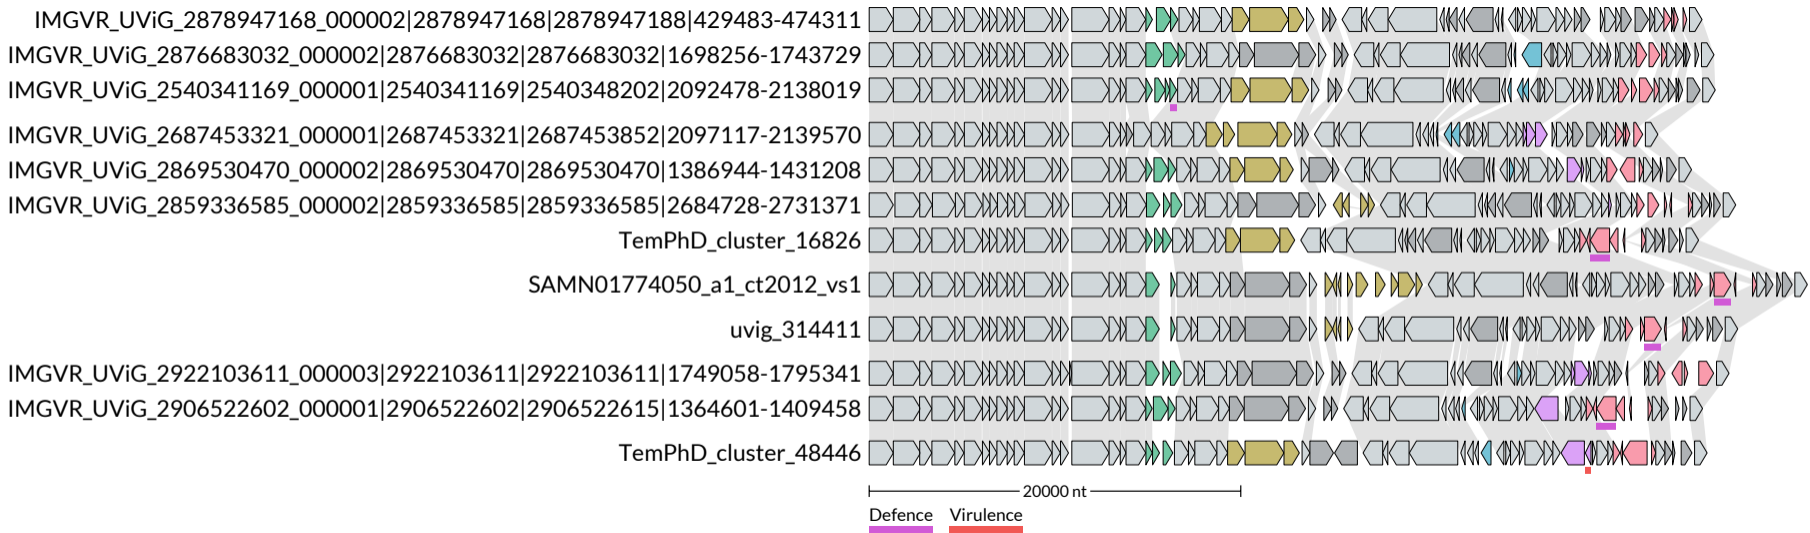 IMGVR_UViG_2878947168_000002|2878947168|2878947188|429483-474311
IMGVR_UViG_2876683032_000002|2876683032|2876683032|1698256-1743729
IMGVR_UViG_2540341169_000001|2540341169|2540348202|2092478-2138019
IMGVR_UViG_2687453321_000001|2687453321|2687453852|2097117-2139570
IMGVR_UViG_2869530470_000002|2869530470|2869530470|1386944-1431208
IMGVR_UViG_2859336585_000002|2859336585|2859336585|2684728-2731371
TemPhD_cluster_16826
SAMN01774050_a1_ct2012_vs1
uvig_314411
IMGVR_UViG_2922103611_000003|2922103611|2922103611|1749058-1795341
IMGVR_UViG_2906522602_000001|2906522602|2906522615|1364601-1409458
TemPhD_cluster_48446
20000 nt
Defence Virulence